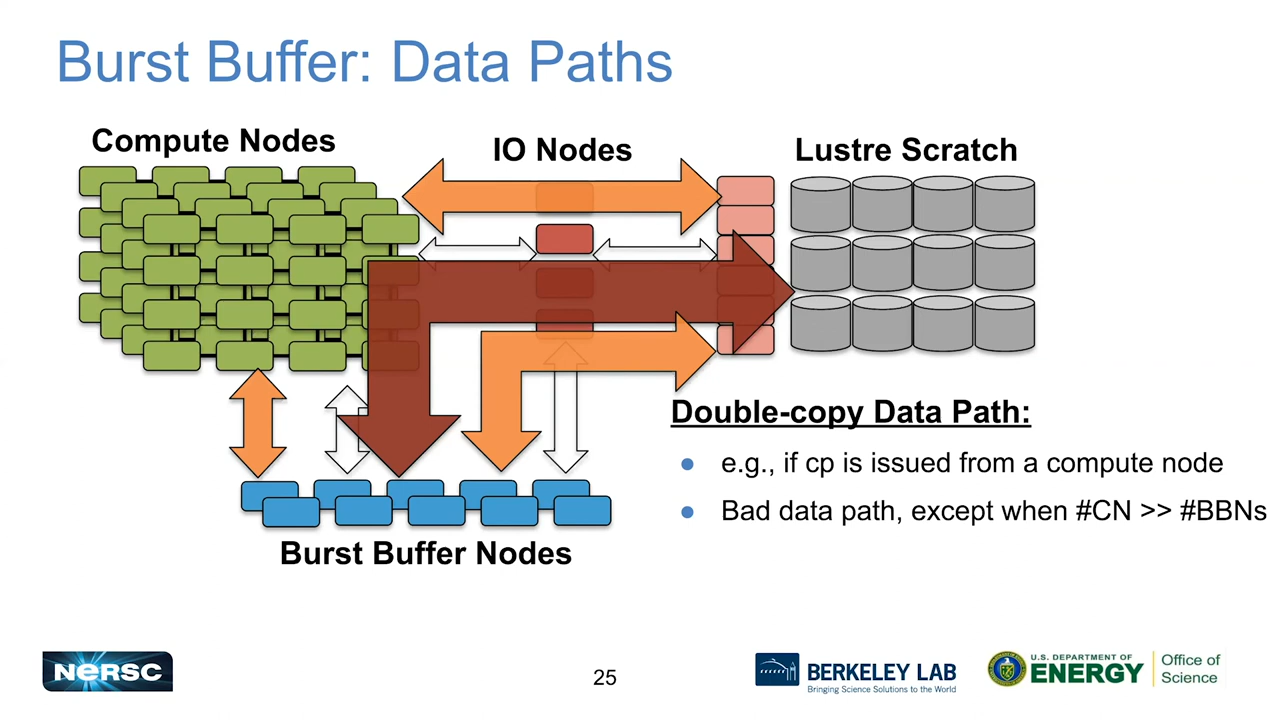 Burst Buffer: Data Paths
Compute Nodes
IO Nodes
Lustre Scratch
Double-copy Data Path:
● e.g., if cp is issued from a compute node
● Bad data path, except when #CN >> #BBNs
Burst Buffer Nodes
NERSC
25
BERKELEY LAB
Bringing Science Solutions to the World
U.S. DEPARTMENT OF
ENERGY
Office of
Science